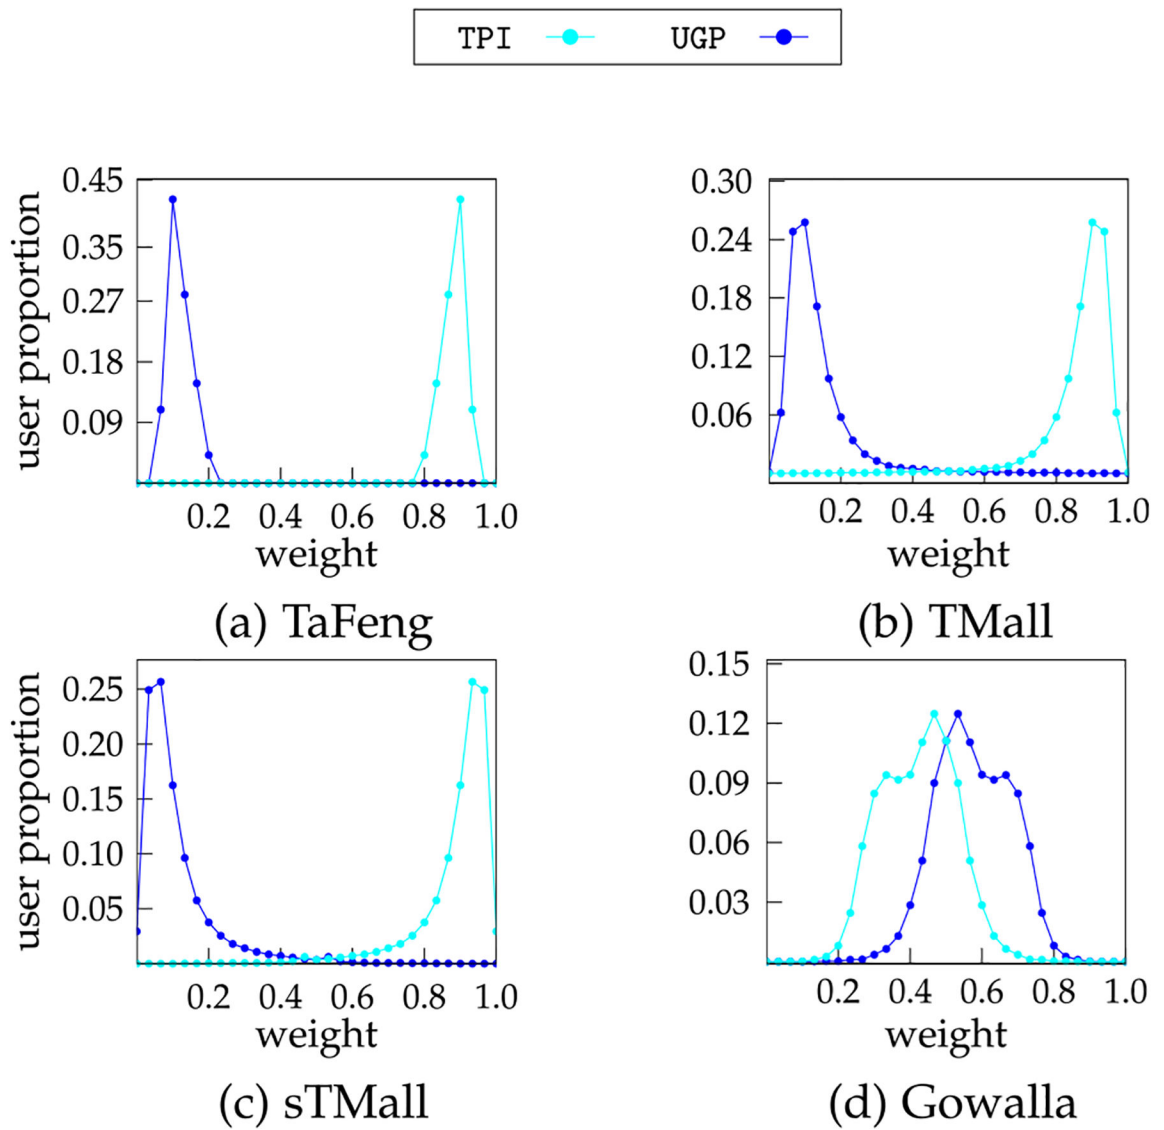 TPI UGP
user proportion
0.45
0.35
0.27
0.18
0.09
0.2 0.4 0.6 0.8 1.0
weight
(a) TaFeng
0.30
0.24
0.18
0.12
0.06
0.2 0.4 0.6 0.8 1.0
weight
(b) TMall
user proportion
0.25
0.20
0.15
0.10
0.05
0.2 0.4 0.6 0.8 1.0
weight
(c) sTMall
0.15
0.12
0.09
0.06
0.03
0.2 0.4 0.6 0.8 1.0
weight
(d) Gowalla